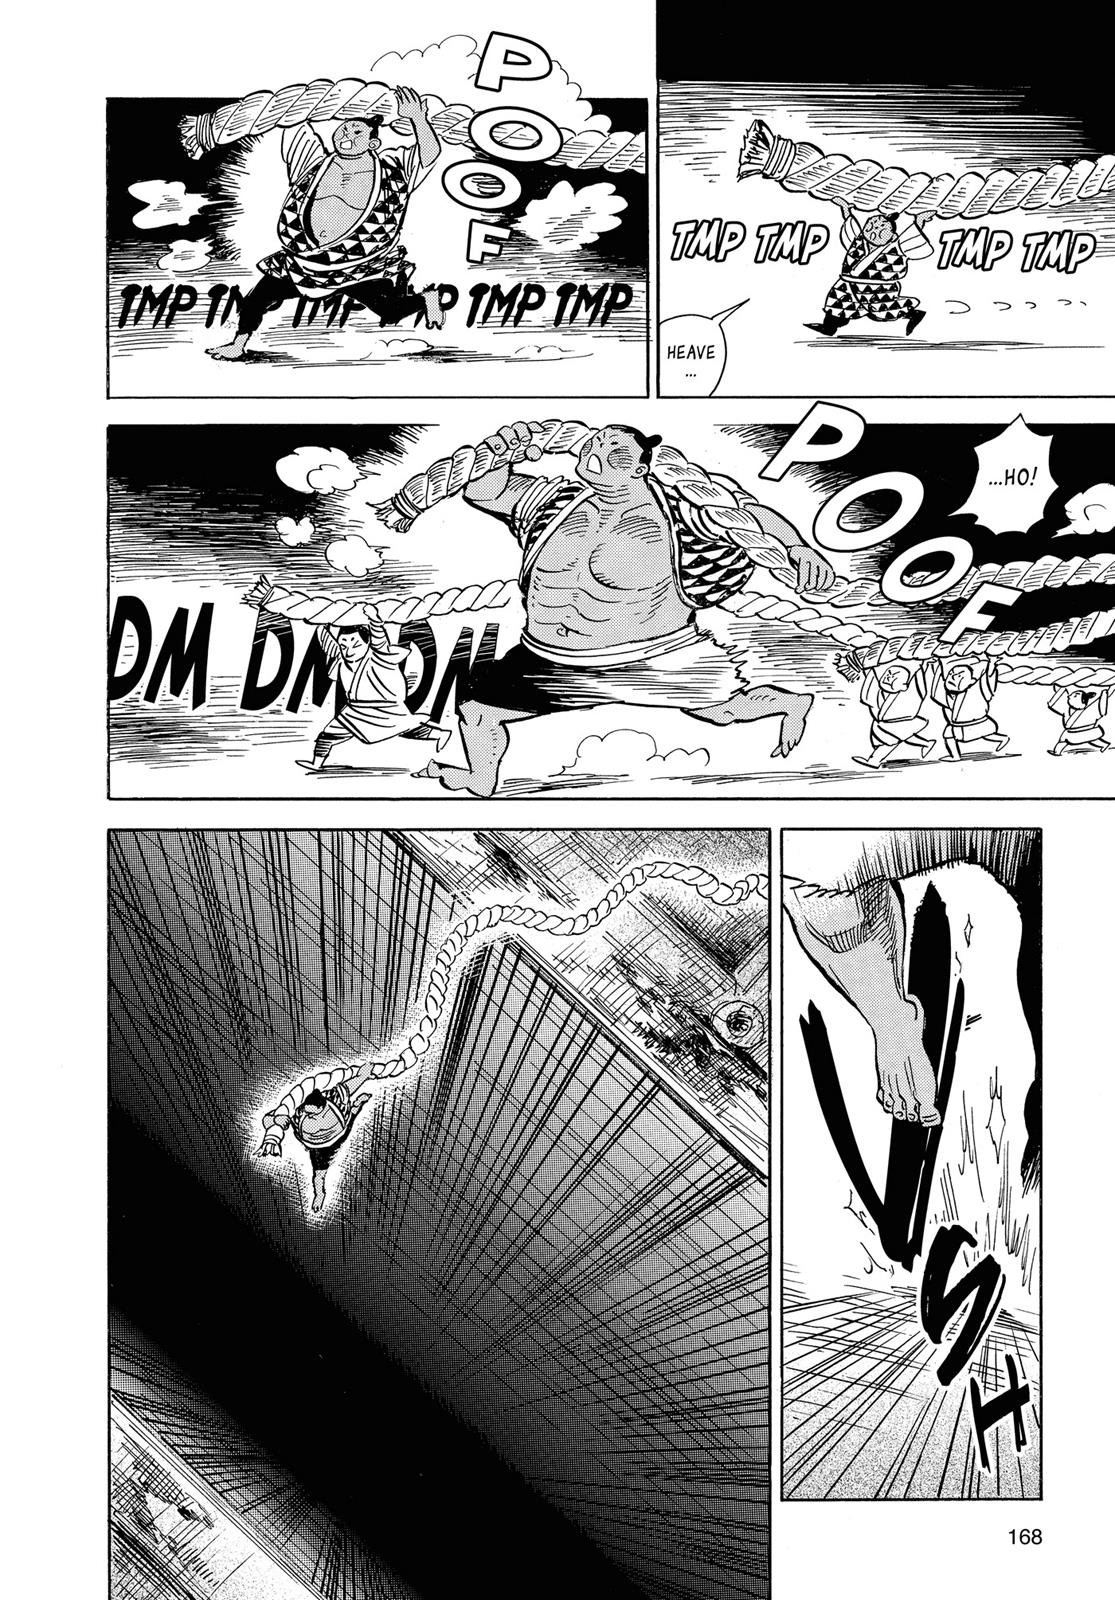 TMP TMP
TMP TMP
HEAVE
...
POOF
TMP TMP TMP TMP TMP TMP
...HO!
POOF
DM DM DM
VSH
168